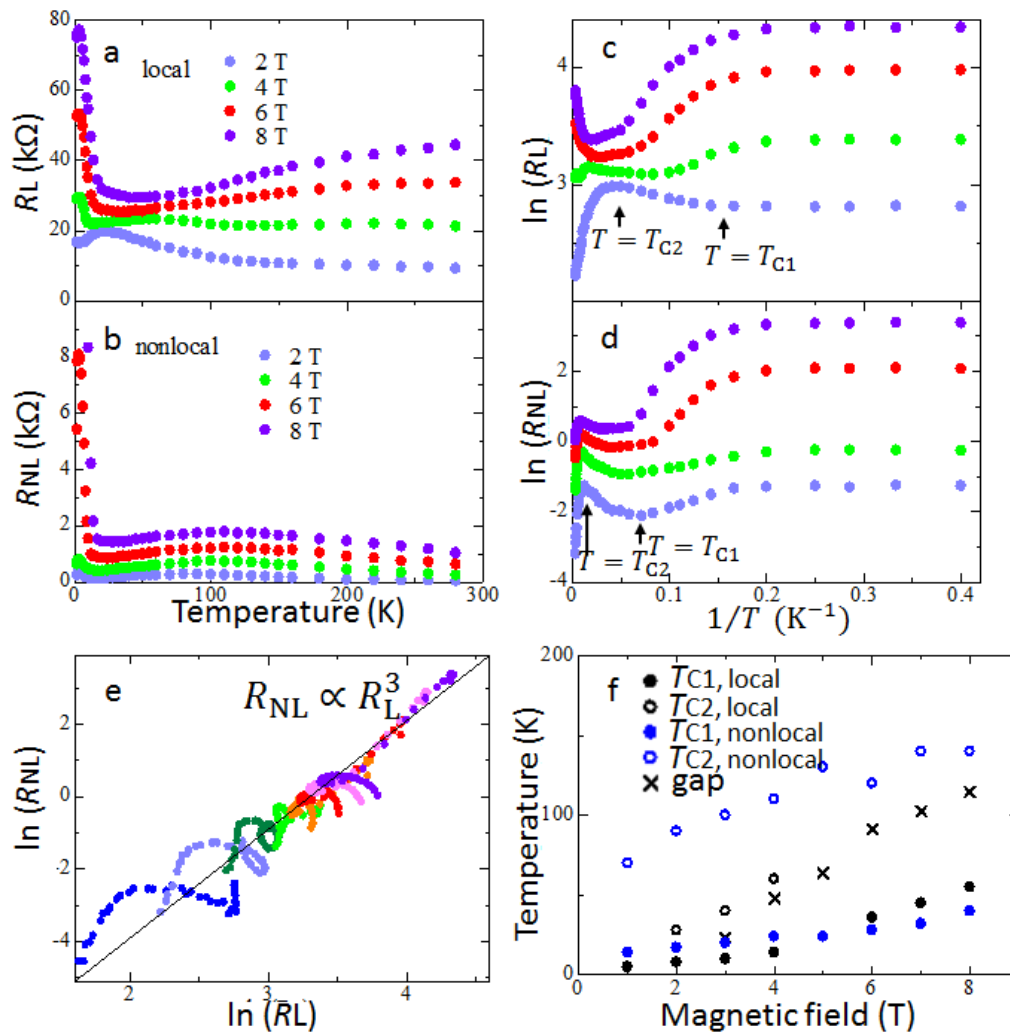 80
60
40
20
0
RL (kΩ)
a
local
2 T
4 T
6 T
8 T
8
6
4
2
0
RNL (kΩ)
b
nonlocal
2 T
4 T
6 T
8 T
0
100
200
300
Temperature (K)
4
3
ln (RL)
c
T = TC2
T = TC1
2
0
-2
-4
ln (RNL)
d
T = TC2
T = TC1
0
0.1
0.2
0.3
0.4
1/T (K−1)
2
0
-2
-4
ln (RNL)
e
RNL ∝ RL3
2
3
4
ln (RL)
200
100
0
Temperature (K)
f
TC1, local
TC2, local
TC1, nonlocal
TC2, nonlocal
gap
0
2
4
6
8
Magnetic field (T)